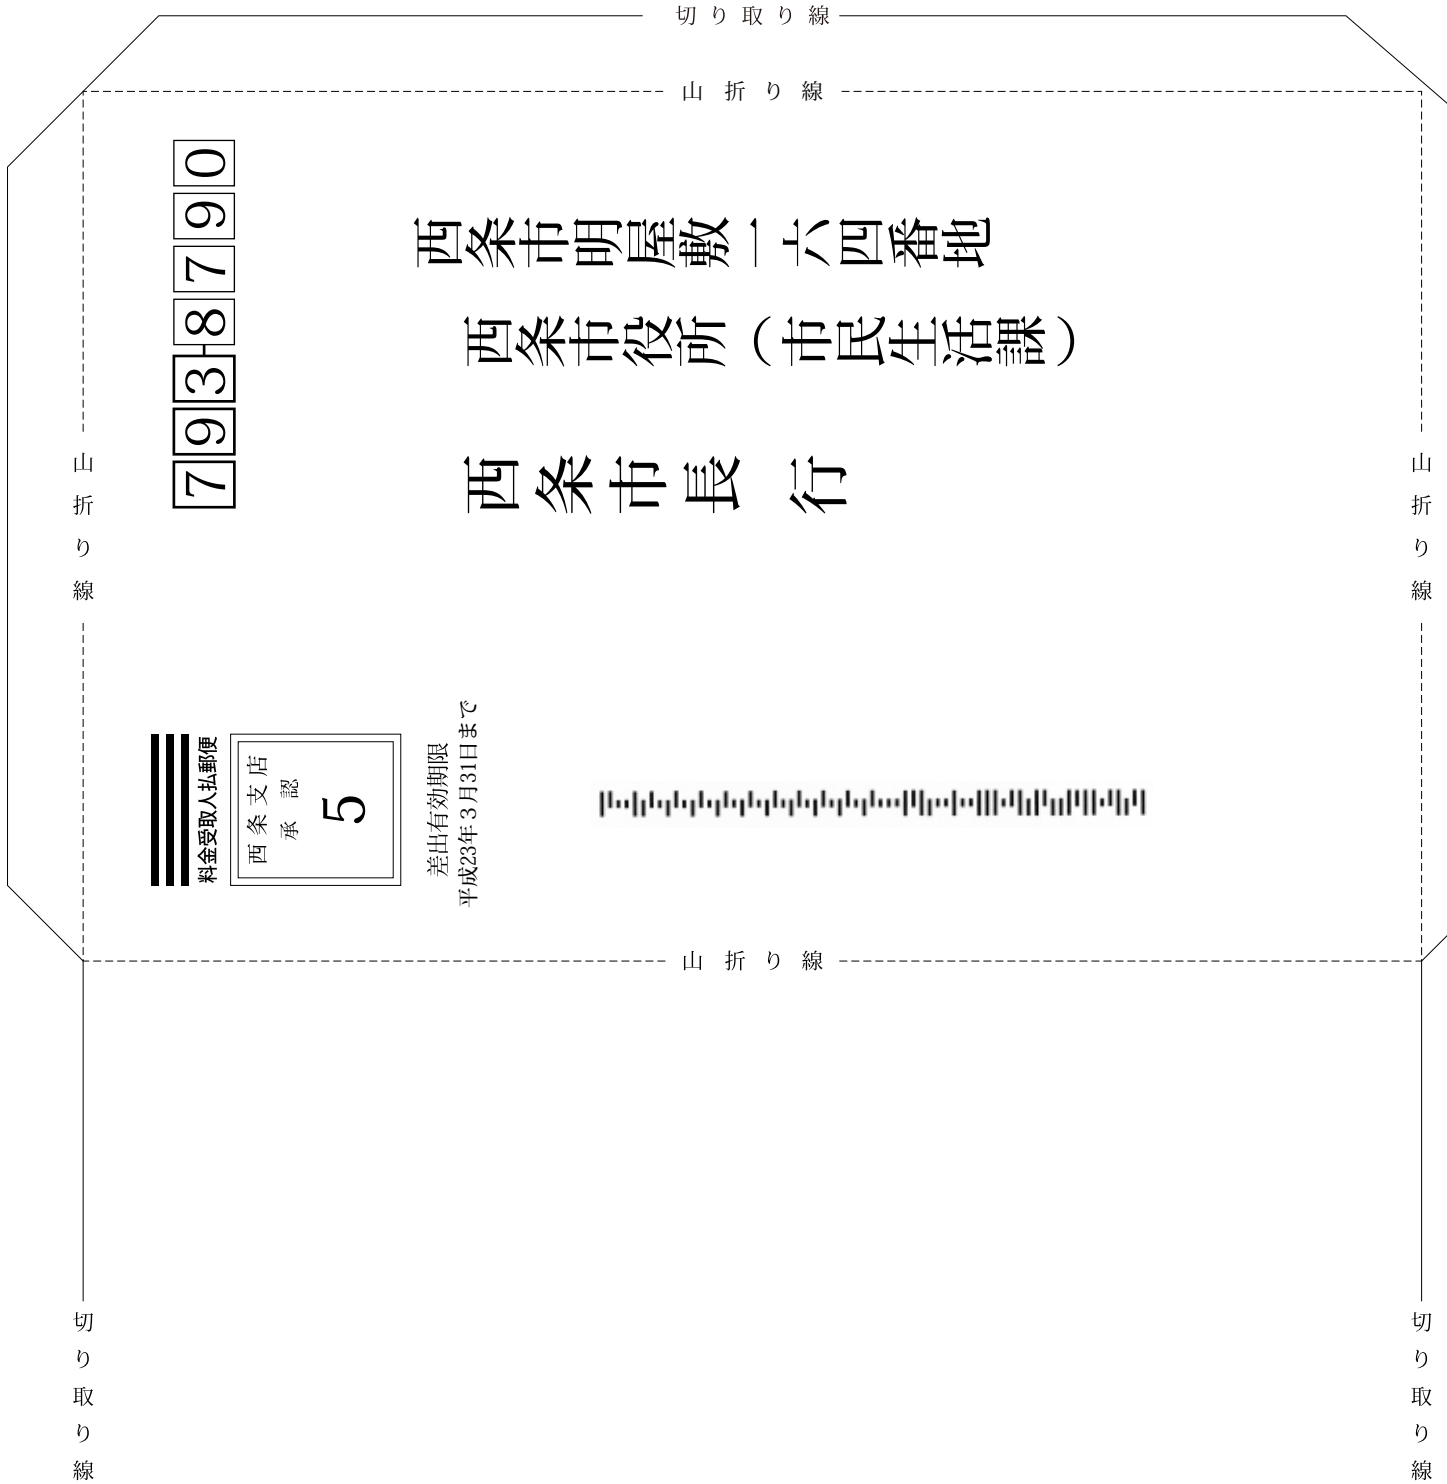 切り取り線
山折り線
793-8790
西条市明屋敷一六四番地
西条市役所（市民生活課）
西条市長 行
山折り線
山折り線
料金受取人払郵便
西条支店
承認
5
差出有効期限
平成23年3月31日まで
山折り線
切り取り線
切り取り線